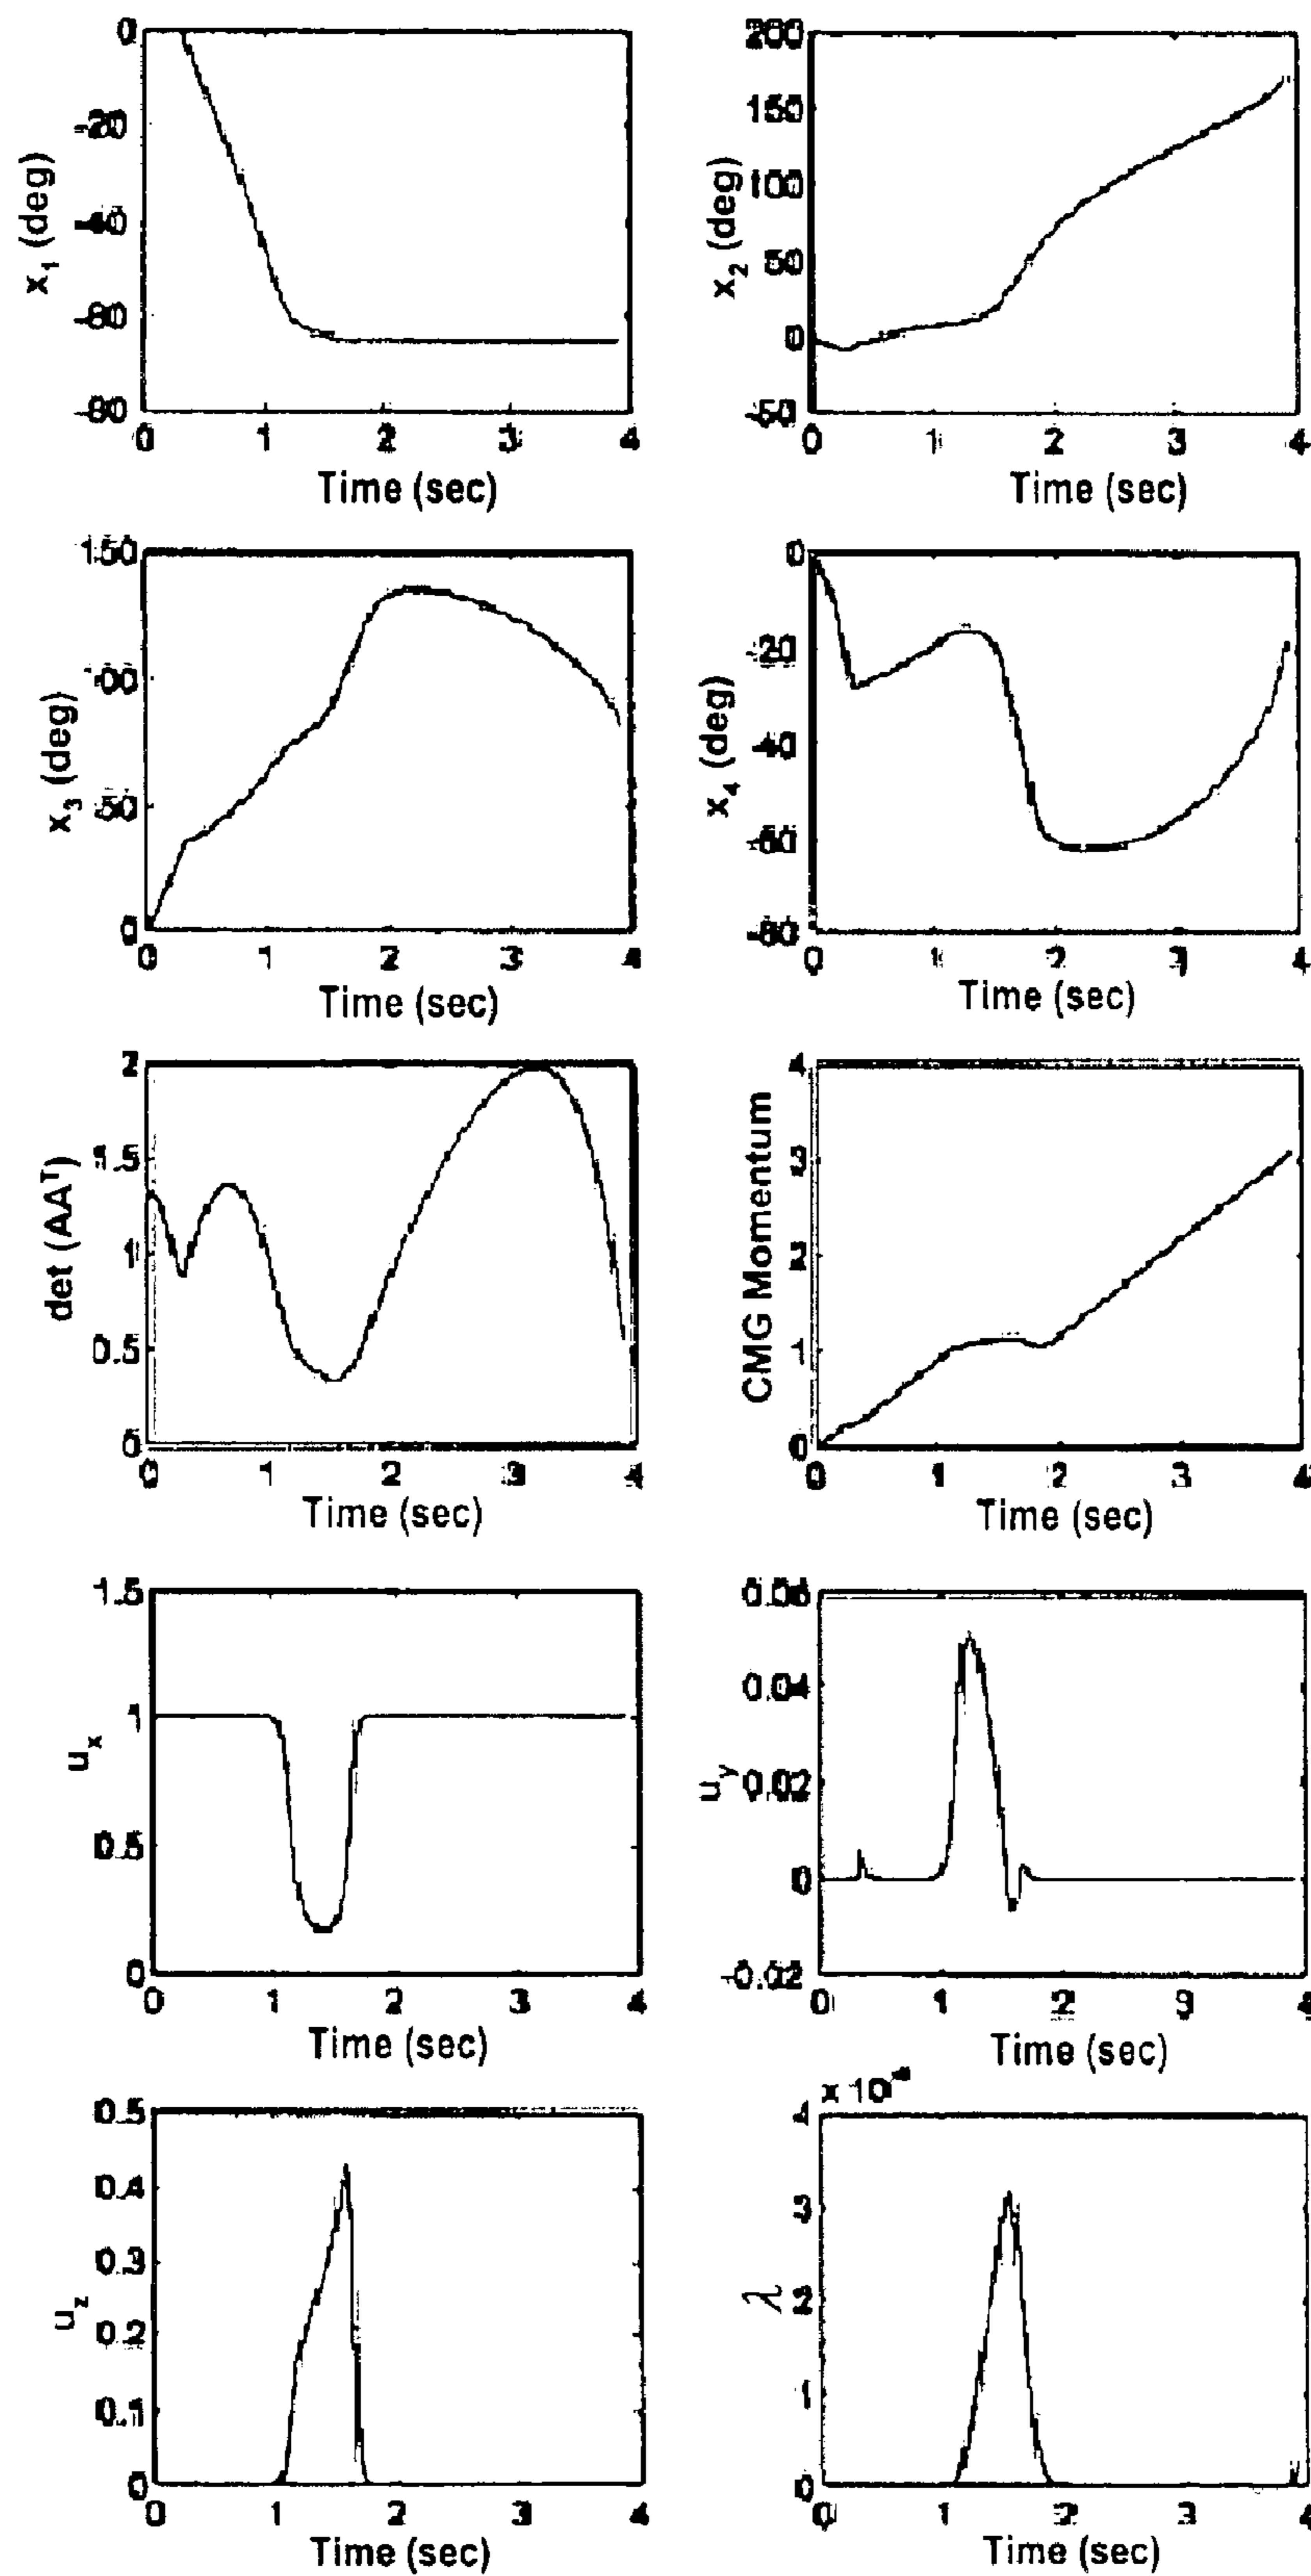 0
-20
-40
-80
x₁ (deg)
0 1 2 3 4
Time (sec)
200
150
100
50
0
-50
x₂ (deg)
0 1 2 3 4
Time (sec)
150
100
50
0
x₃ (deg)
0 1 2 3 4
Time (sec)
0
-20
-40
-80
x₄ (deg)
0 1 2 3 4
Time (sec)
2
1.5
1
0.5
0
det (AAᵀ)
0 1 2 3 4
Time (sec)
4
3
2
1
0
CMG Momentum
0 1 2 3 4
Time (sec)
1.5
1
0.5
0
uₓ
0 1 2 3 4
Time (sec)
0.04
0.02
0
-0.02
u_y
0 1 2 3 4
Time (sec)
0.5
0.4
0.3
0.2
0.1
0
u_z
0 1 2 3 4
Time (sec)
4
3
2
1
0
λ
0 1 2 3 4
Time (sec)